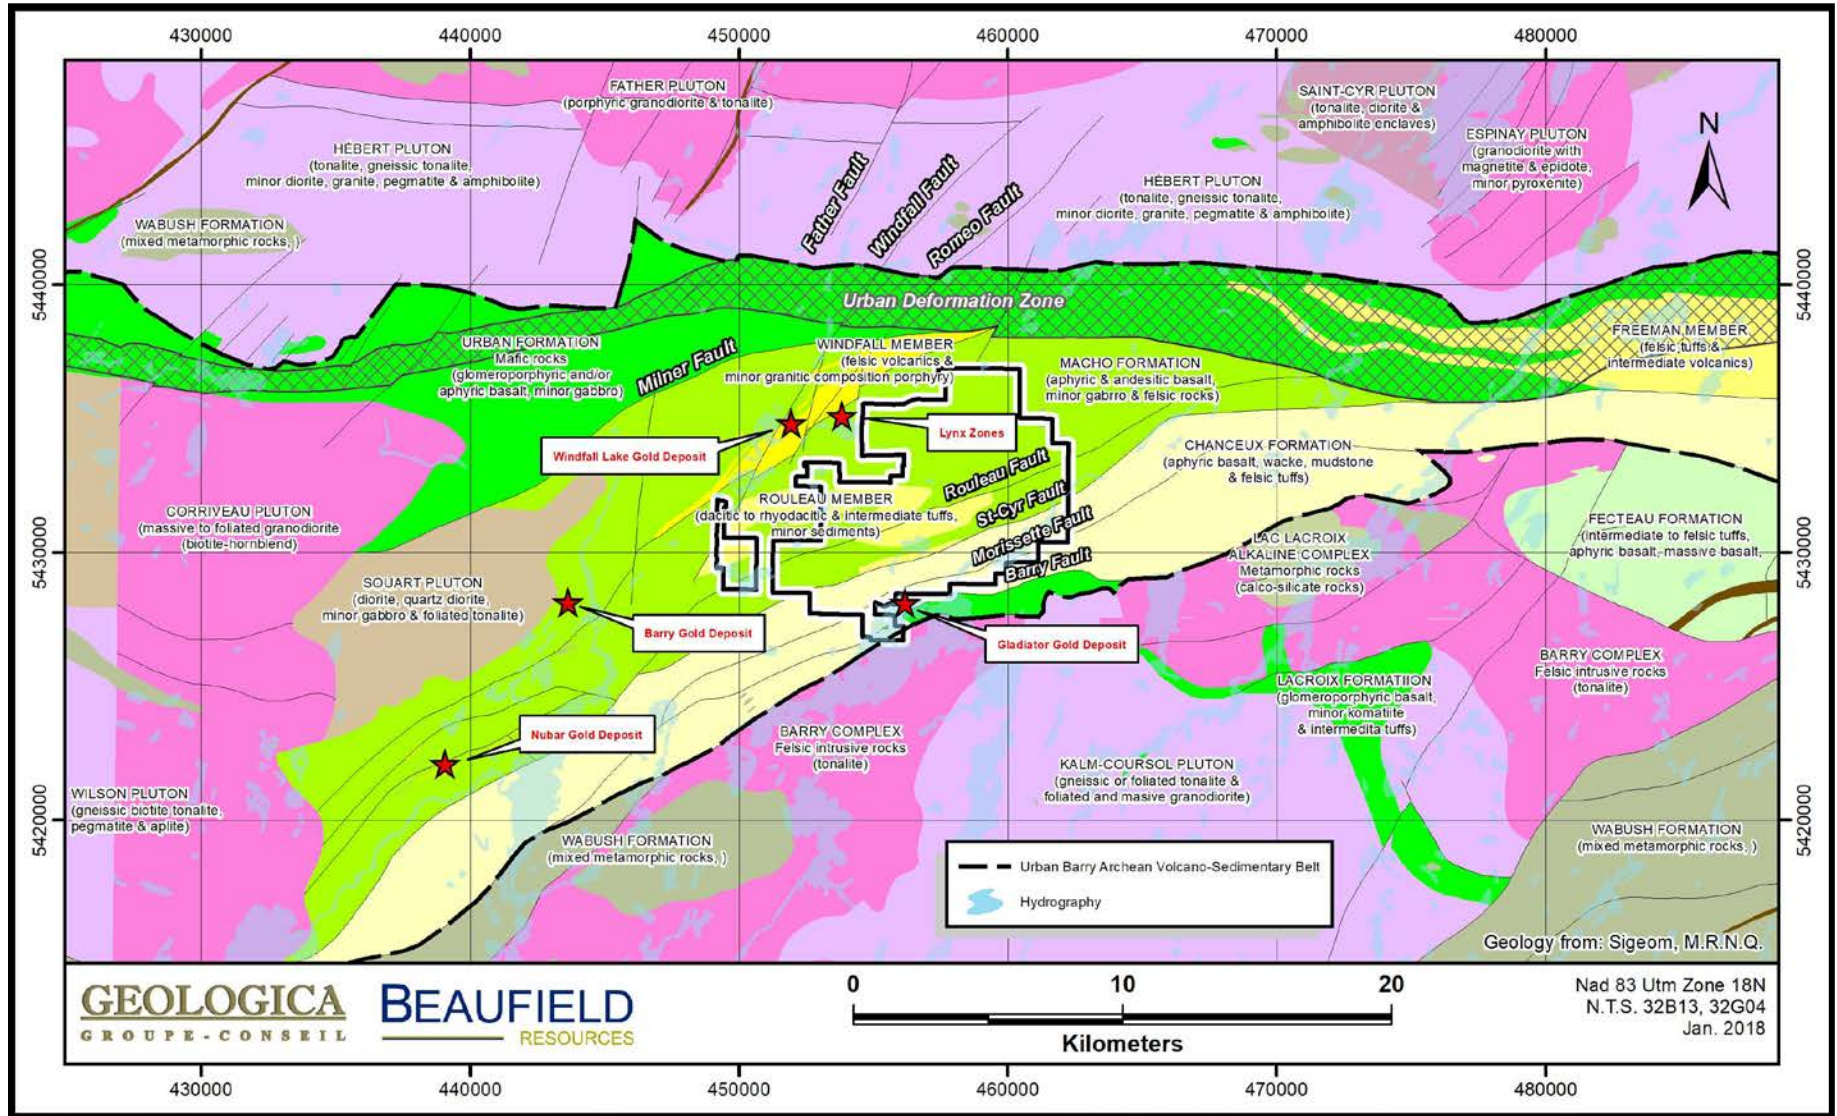 430000
440000
450000
460000
470000
480000
FATHER PLUTON
(porphyric granodiorite & tonalite)
SAINT-CYR PLUTON
(tonalite, diorite &
amphibolite enclaves)
N
ESPINAY PLUTON
(granodiorite with
magnetite & epidote,
minor pyroxenite)
HÉBERT PLUTON
(tonalite, gneissic tonalite,
minor diorite, granite, pegmatite & amphibolite)
HÉBERT PLUTON
(tonalite, gneissic tonalite,
minor diorite, granite, pegmatite & amphibolite)
Father Fault
Windfall Fault
Romeo Fault
WABUSH FORMATION
(mixed metamorphic rocks, )
5440000
5440000
Urban Deformation Zone
URBAN FORMATION
Mafic rocks
(glomeroporphyric and/or
aphyric basalt, minor gabbro)
Milner Fault
WINDFALL MEMBER
(felsic volcanics &
minor granitic composition porphyry)
MACHO FORMATION
(aphyric & andesitic basalt,
minor gabrro & felsic rocks)
FREEMAN MEMBER
(felsic tuffs &
intermediate volcanics)
Lynx Zones
Windfall Lake Gold Deposit
CHANCEUX FORMATION
(aphyric basalt, wacke, mudstone
& felsic tuffs)
Rouleau Fault
St-Cyr Fault
Morissette Fault
Barry Fault
ROULEAU MEMBER
(dacitic to rhyodacitic & intermediate tuffs,
minor sediments)
CORRIVEAU PLUTON
(massive to foliated granodiorite
(biotite-hornblend)
FECTEAU FORMATION
(Intermediate to felsic tuffs,
aphyric basalt, massive basalt,
5430000
5430000
LAC LACROIX
ALKALINE COMPLEX
Metamorphic rocks
(calco-silicate rocks)
SOUART PLUTON
(diorite, quartz diorite,
minor gabbro & foliated tonalite)
Barry Gold Deposit
Gladiator Gold Deposit
BARRY COMPLEX
Felsic intrusive rocks
(tonalite)
LACROIX FORMATIION
(glomeroporphyric basalt,
minor komatiite
& intermedita tuffs)
Nubar Gold Deposit
BARRY COMPLEX
Felsic intrusive rocks
(tonalite)
KALM-COURSOL PLUTON
(gneissic or foliated tonalite &
foliated and masive granodiorite)
WILSON PLUTON
(gneissic biotite tonalite,
pegmatite & aplite)
5420000
5420000
WABUSH FORMATION
(mixed metamorphic rocks, )
WABUSH FORMATION
(mixed metamorphic rocks, )
Urban Barry Archean Volcano-Sedimentary Belt
Hydrography
Geology from: Sigeom, M.R.N.Q.
GEOLOGICA
GROUPE-CONSEIL
BEAUFIELD
RESOURCES
0
10
20
Kilometers
Nad 83 Utm Zone 18N
N.T.S. 32B13, 32G04
Jan. 2018
430000
440000
450000
460000
470000
480000